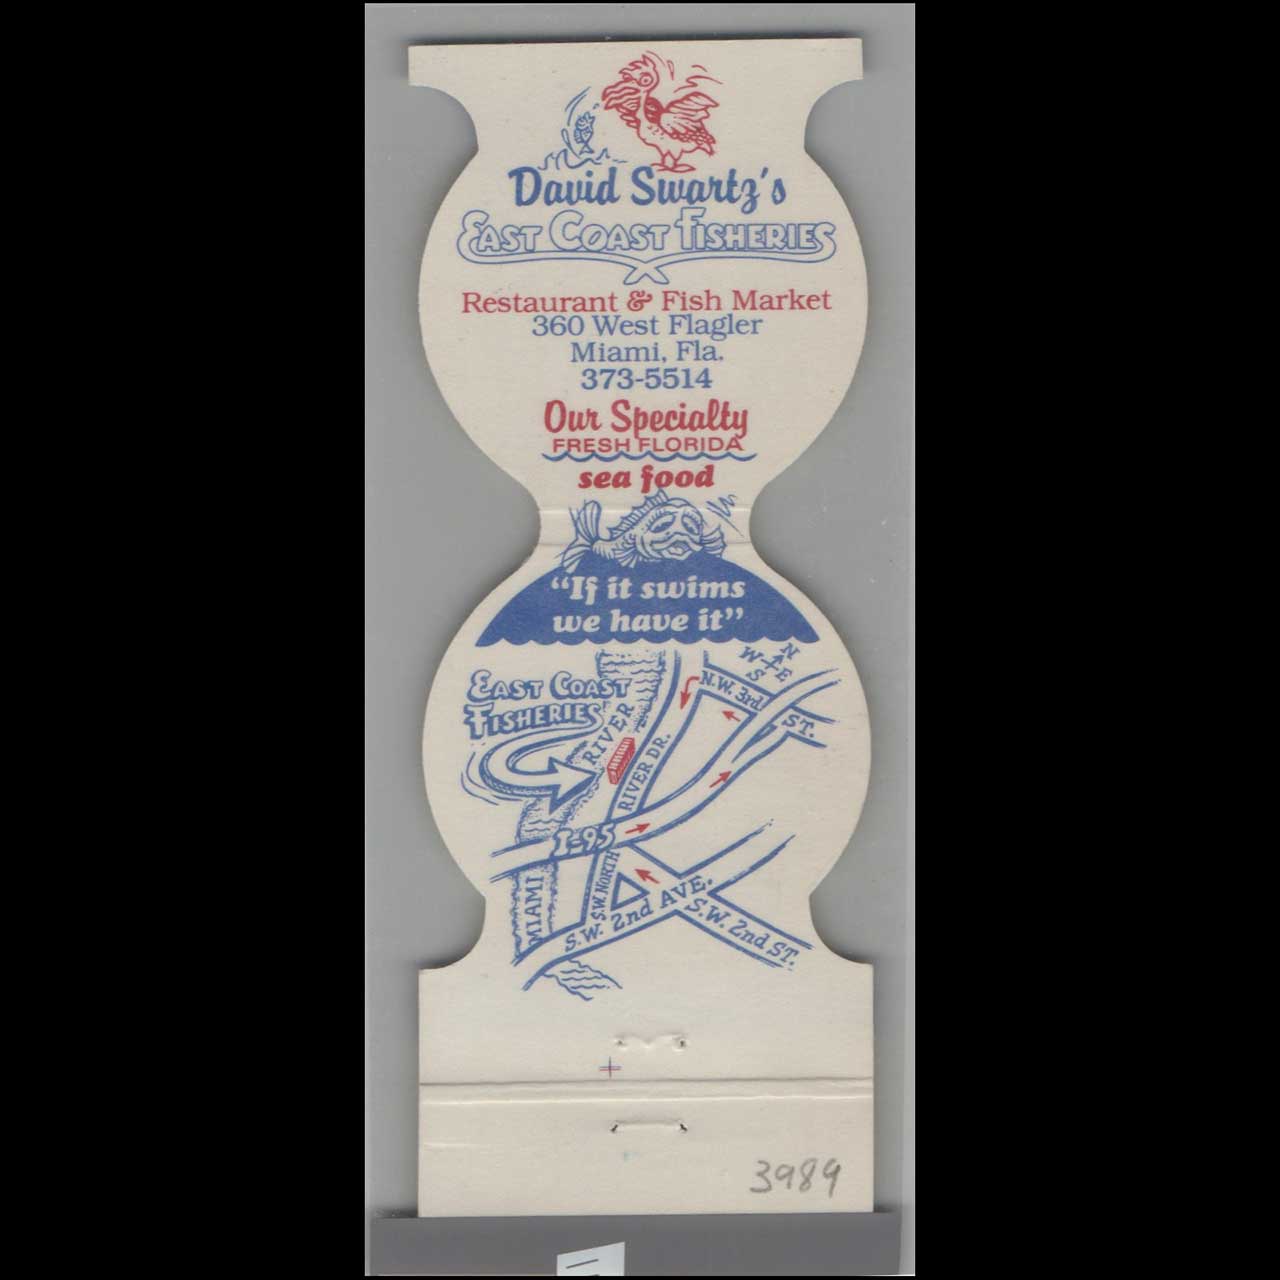 David Swartz's
EAST COAST FISHERIES
Restaurant & Fish Market
360 West Flagler
Miami, Fla.
373-5514
Our Specialty
FRESH FLORIDA
sea food
"If it swims
we have it"
N
W
E
S
EAST COAST
FISHERIES
N.W. 3rd
ST.
RIVER
RIVER DR.
I-95
MIAMI
S.W. NORTH
S.W. 2nd AVE.
S.W. 2nd ST.
3989